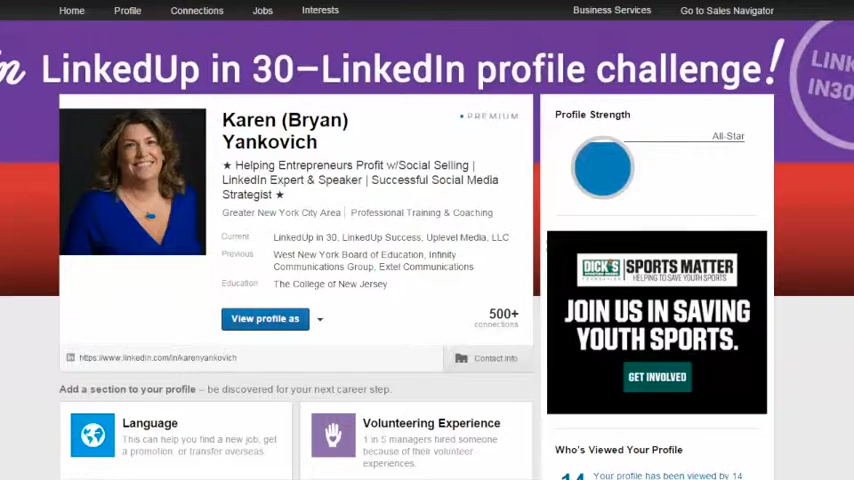 Home Profile Connections Jobs Interests Business Services Go to Sales Navigator
in LinkedUp in 30–LinkedIn profile challenge!
LINK
IN30
Karen (Bryan)
Yankovich
PREMIUM
★ Helping Entrepreneurs Profit w/Social Selling |
LinkedIn Expert & Speaker | Successful Social Media
Strategist ★
Greater New York City Area | Professional Training & Coaching
Current LinkedUp in 30, LinkedUp Success, Uplevel Media, LLC
Previous West New York Board of Education, Infinity
Communications Group, Extel Communications
Education The College of New Jersey
View profile as
500+
connections
https://www.linkedin.com/in/karenyankovich
Contact Info
Add a section to your profile – be discovered for your next career step.
Language
This can help you find a new job, get
a promotion, or transfer overseas.
Volunteering Experience
1 in 5 managers hired someone
because of their volunteer
experiences.
Profile Strength
All-Star
DICK'S
SPORTS MATTER
HELPING TO SAVE YOUTH SPORTS
JOIN US IN SAVING
YOUTH SPORTS.
GET INVOLVED
Who's Viewed Your Profile
14 Your profile has been viewed by 14